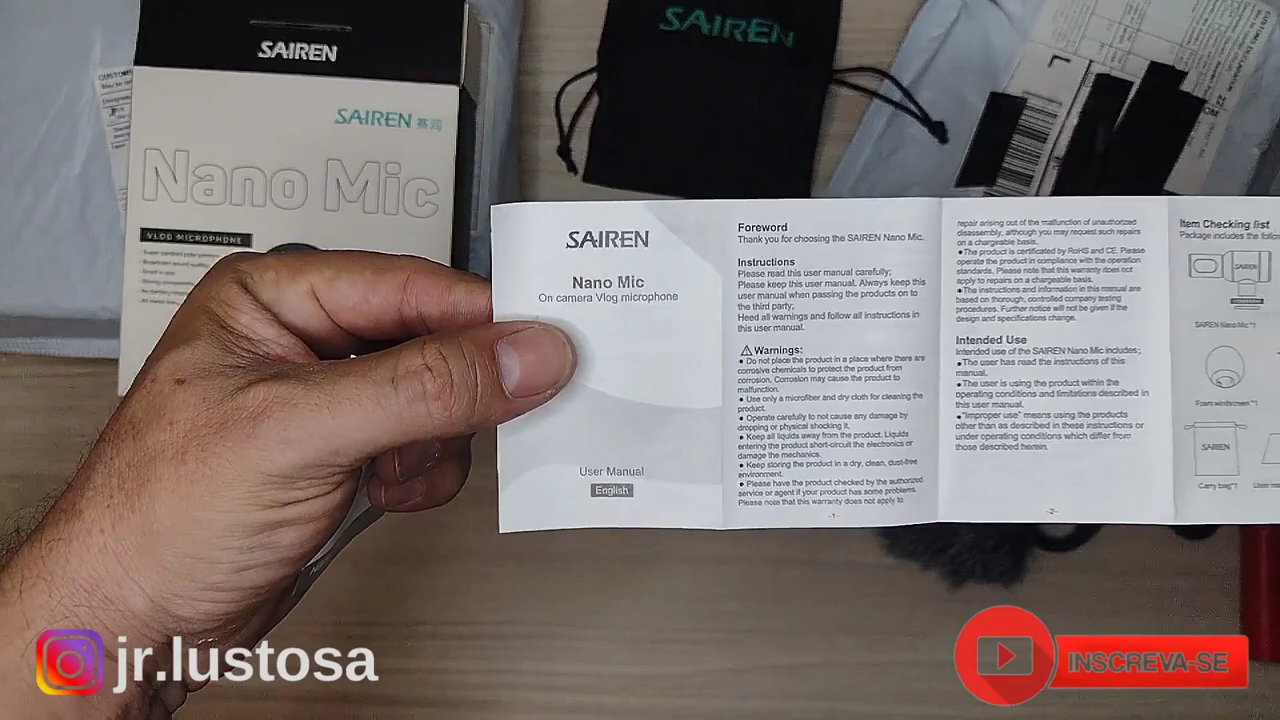 SAIREN
SAIREN 赛润
Nano Mic
VLOG MICROPHONE
SAIREN
L
SAIREN
Nano Mic
On camera Vlog microphone
User Manual
English
Foreword
Thank you for choosing the SAIREN Nano Mic.
Instructions
Please read this user manual carefully;
Please keep this user manual. Always keep this
user manual when passing the products on to
the third party;
Heed all warnings and follow all instructions in
this user manual.
Warnings:
● Do not place the product in a place where there are
corrosive chemicals to protect the product from
corrosion. Corrosion may cause the product to
malfunction.
● Use only a microfiber and dry cloth for cleaning the
product.
● Operate carefully to not cause any damage by
dropping or physical shocking it.
● Keep all liquids away from the product. Liquids
entering the product short-circuit the electronics or
damage the mechanics.
● Keep storing the product in a dry, clean, dust-free
environment.
● Please have the product checked by the authorized
service or agent if your product has some problems.
Please note that this warranty does not apply to
-1-
repair arising out of the malfunction of unauthorized
disassembly, although you may request such repairs
on a chargeable basis.
●The product is certificated by RoHS and CE. Please
operate the product in compliance with the operation
standards. Please note that this warranty does not
apply to repairs on a chargeable basis.
●The instructions and information in this manual are
based on thorough, controlled company testing
procedures. Further notice will not be given if the
design and specifications change.
Intended Use
Intended use of the SAIREN Nano Mic includes;
●The user has read the instructions of this
manual.
●The user is using the product within the
operating conditions and limitations described in
this user manual.
●"Improper use" means using the products
other than as described in these instructions or
under operating conditions which differ from
those described herein.
-2-
Item Checking list
Package includes the
SAIREN
SAIREN Nano Mic*1
Foam windscreen*1
SAIREN
Carry bag*1
jr.lustosa
INSCREVA-SE